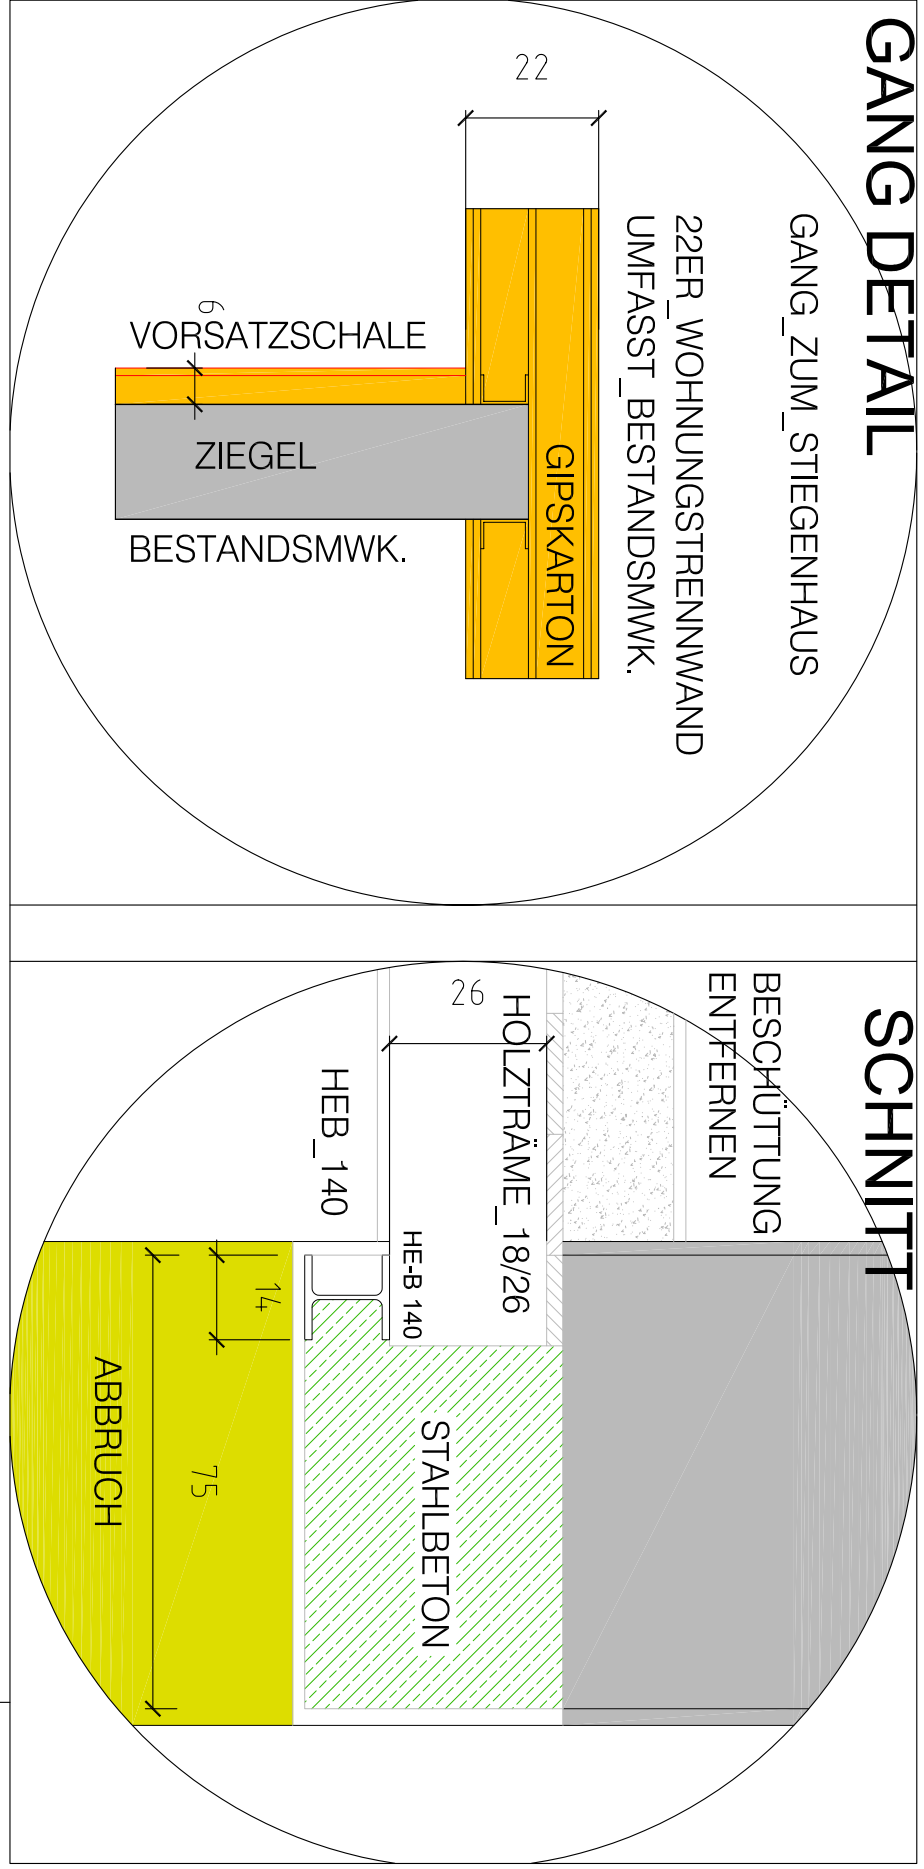 GANG DETAIL
GANG_ZUM_STIEGENHAUS
22ER_WOHNUNGSTRENNWAND
UMFASST_BESTANDSMWK.
22
GIPSKARTON
6
VORSATZSCHALE
ZIEGEL
BESTANDSMWK.
SCHNITT
BESCHÜTTUNG
ENTFERNEN
HOLZTRÄME_18/26
26
HE-B 140
HEB_140
STAHLBETON
14
75
ABBRUCH